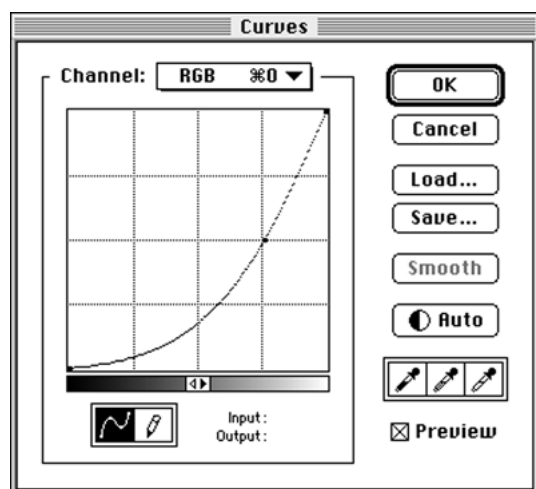 Curves
Channel: RGB ⌘0
OK
Cancel
Load...
Save...
Smooth
Auto
Input:
Output:
Preview